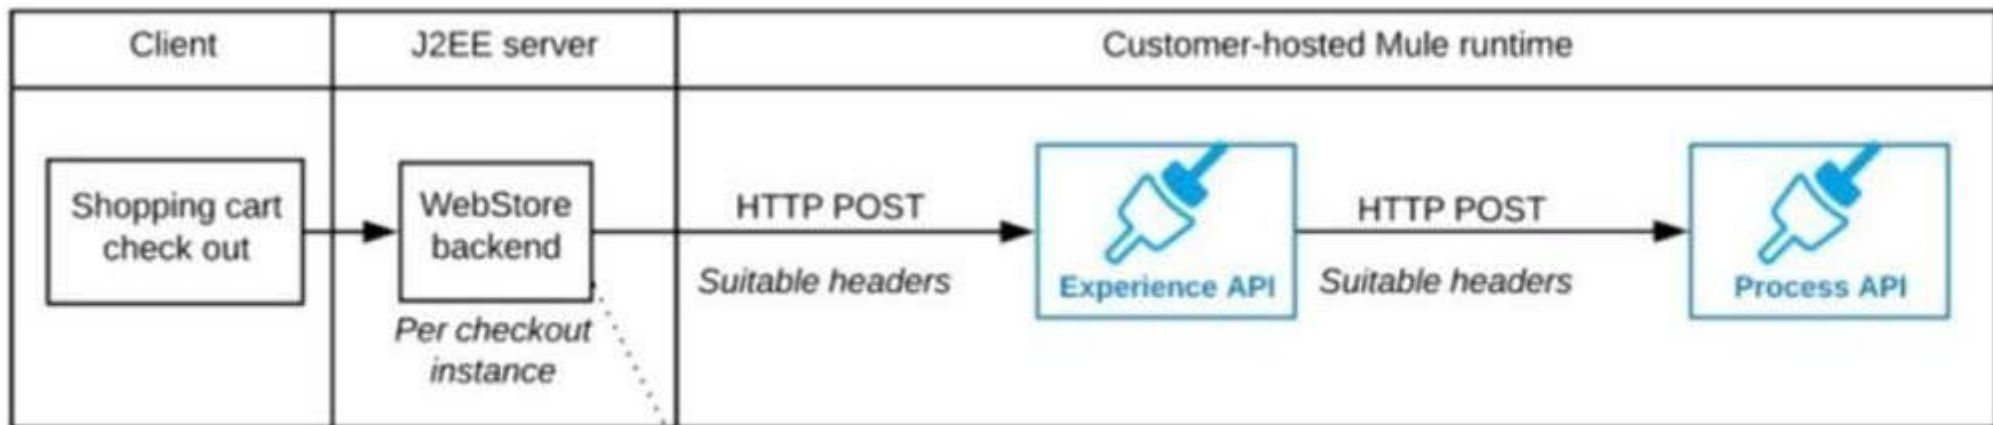 Client
J2EE server
Customer-hosted Mule runtime
Shopping cart
check out
WebStore
backend
Per checkout
instance
HTTP POST
Suitable headers
Experience API
HTTP POST
Suitable headers
Process API